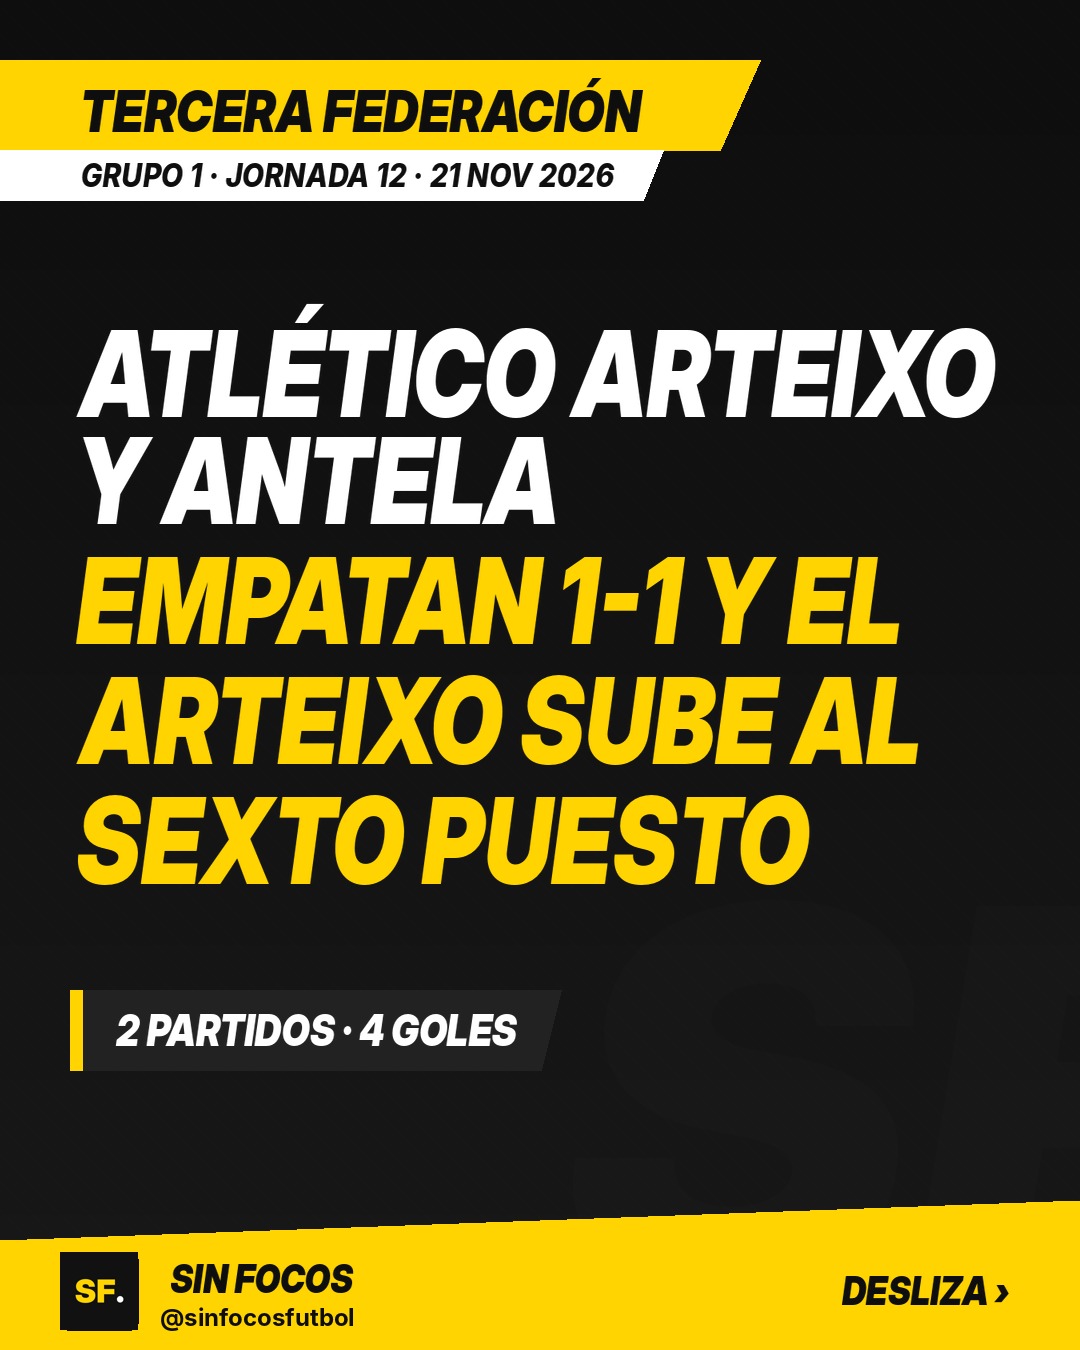 TERCERA FEDERACIÓN
GRUPO 1 · JORNADA 12 · 21 NOV 2026
ATLÉTICO ARTEIXO
Y ANTELA
EMPATAN 1-1 Y EL
ARTEIXO SUBE AL
SEXTO PUESTO
2 PARTIDOS · 4 GOLES
SF
SF.
SIN FOCOS
@sinfocosfutbol
DESLIZA ›